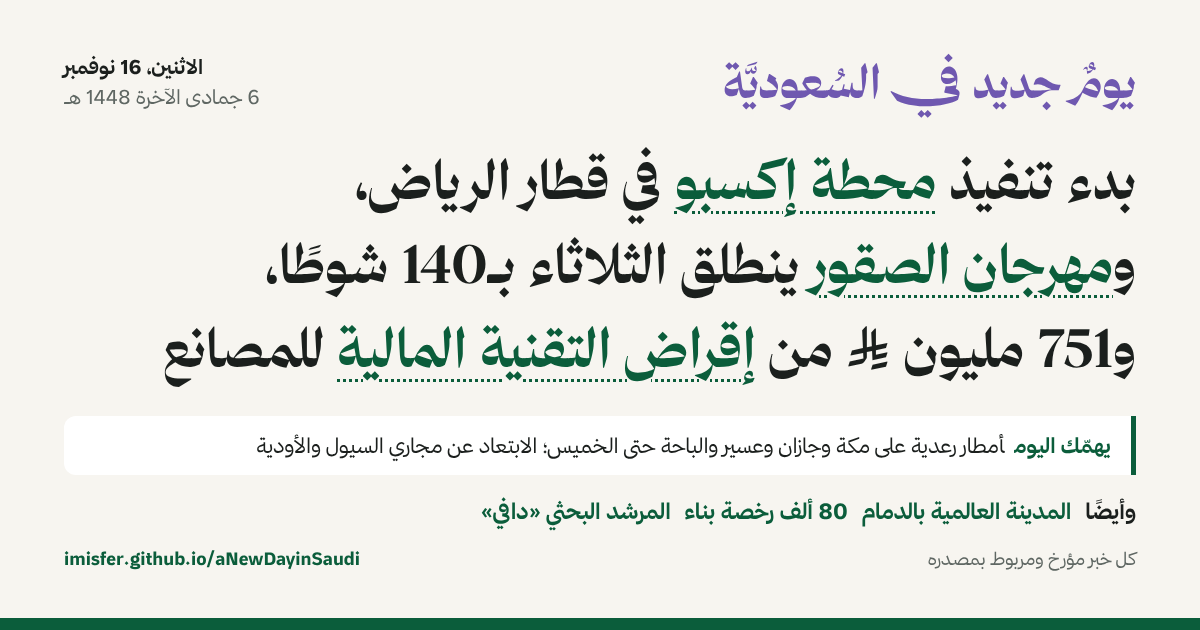 يومٌ جديد في السُعوديَّة
الاثنين، 16 نوفمبر
6 جمادى الآخرة 1448 هـ
بدء تنفيذ محطة إكسبو في قطار الرياض،
ومهرجان الصقور ينطلق الثلاثاء بـ140 شوطًا،
و751 مليون ⃁ من إقراض التقنية المالية للمصانع
يهمّك اليوم أمطار رعدية على مكة وجازان وعسير والباحة حتى الخميس؛ الابتعاد عن مجاري السيول والأودية
وأيضًا المدينة العالمية بالدمام 80 ألف رخصة بناء المرشد البحثي «دافي»
كل خبر مؤرخ ومربوط بمصدره
imisfer.github.io/aNewDayinSaudi